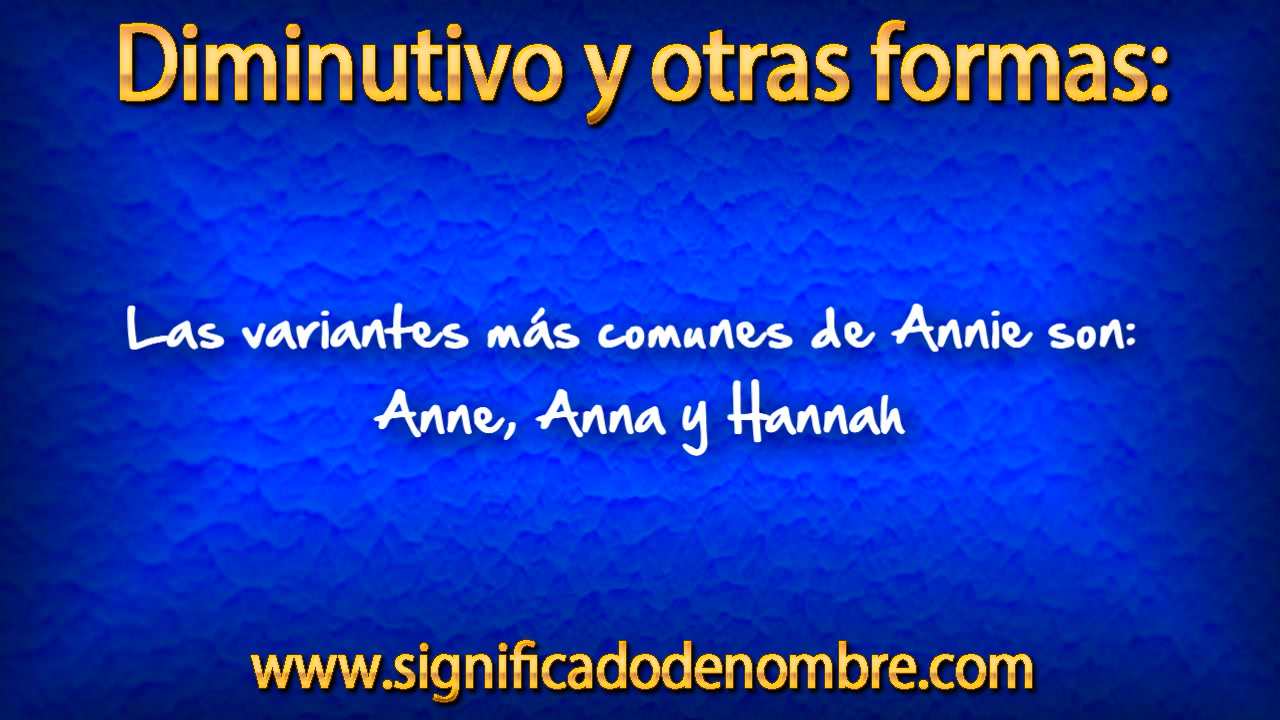 Diminutivo y otras formas:
Las variantes más comunes de Annie son:
Anne, Anna y Hannah
www.significadodenombre.com